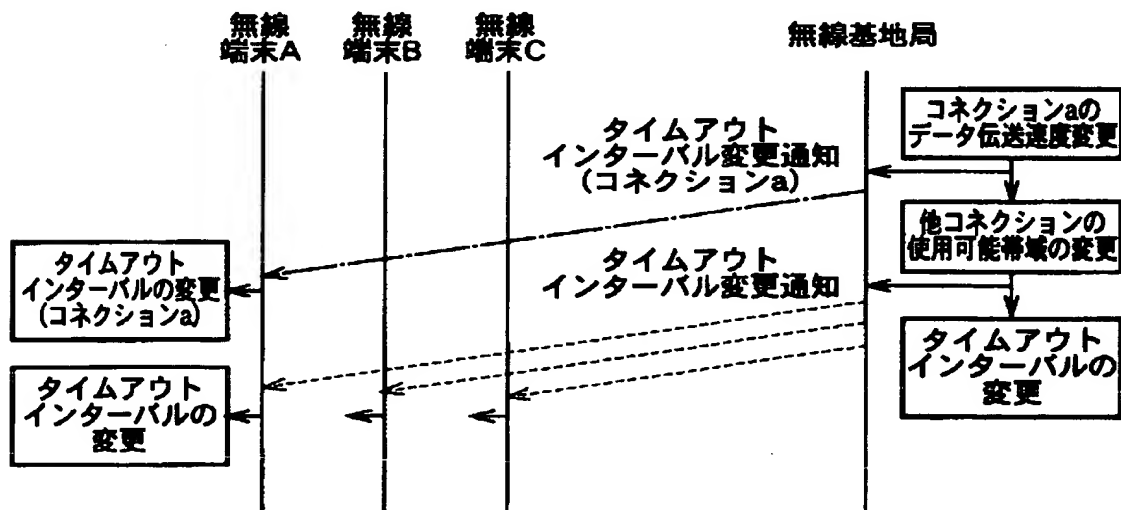 無線
端末A
無線
端末B
無線
端末C
無線基地局
コネクションaの
データ伝送速度変更
タイムアウト
インターバル変更通知
(コネクションa)
他コネクションの
使用可能帯域の変更
タイムアウト
インターバルの変更
(コネクションa)
タイムアウト
インターバル変更通知
タイムアウト
インターバルの
変更
タイムアウト
インターバルの
変更